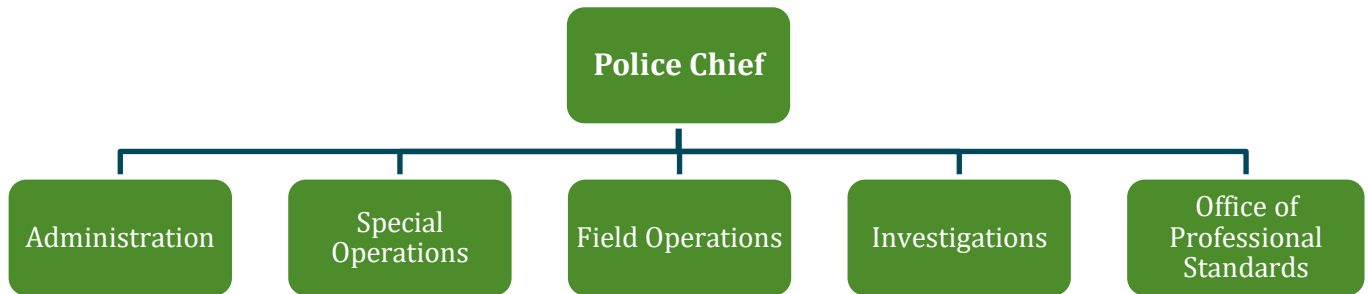 Police Chief
Administration
Special
Operations
Field Operations
Investigations
Office of
Professional
Standards